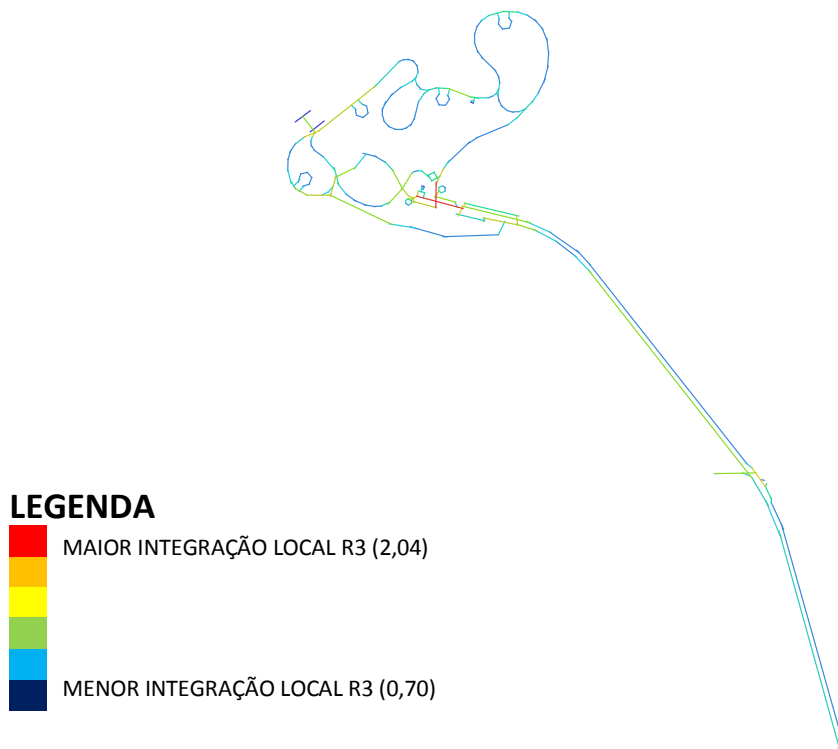 LEGENDA
MAIOR INTEGRAÇÃO LOCAL R3 (2,04)
MENOR INTEGRAÇÃO LOCAL R3 (0,70)